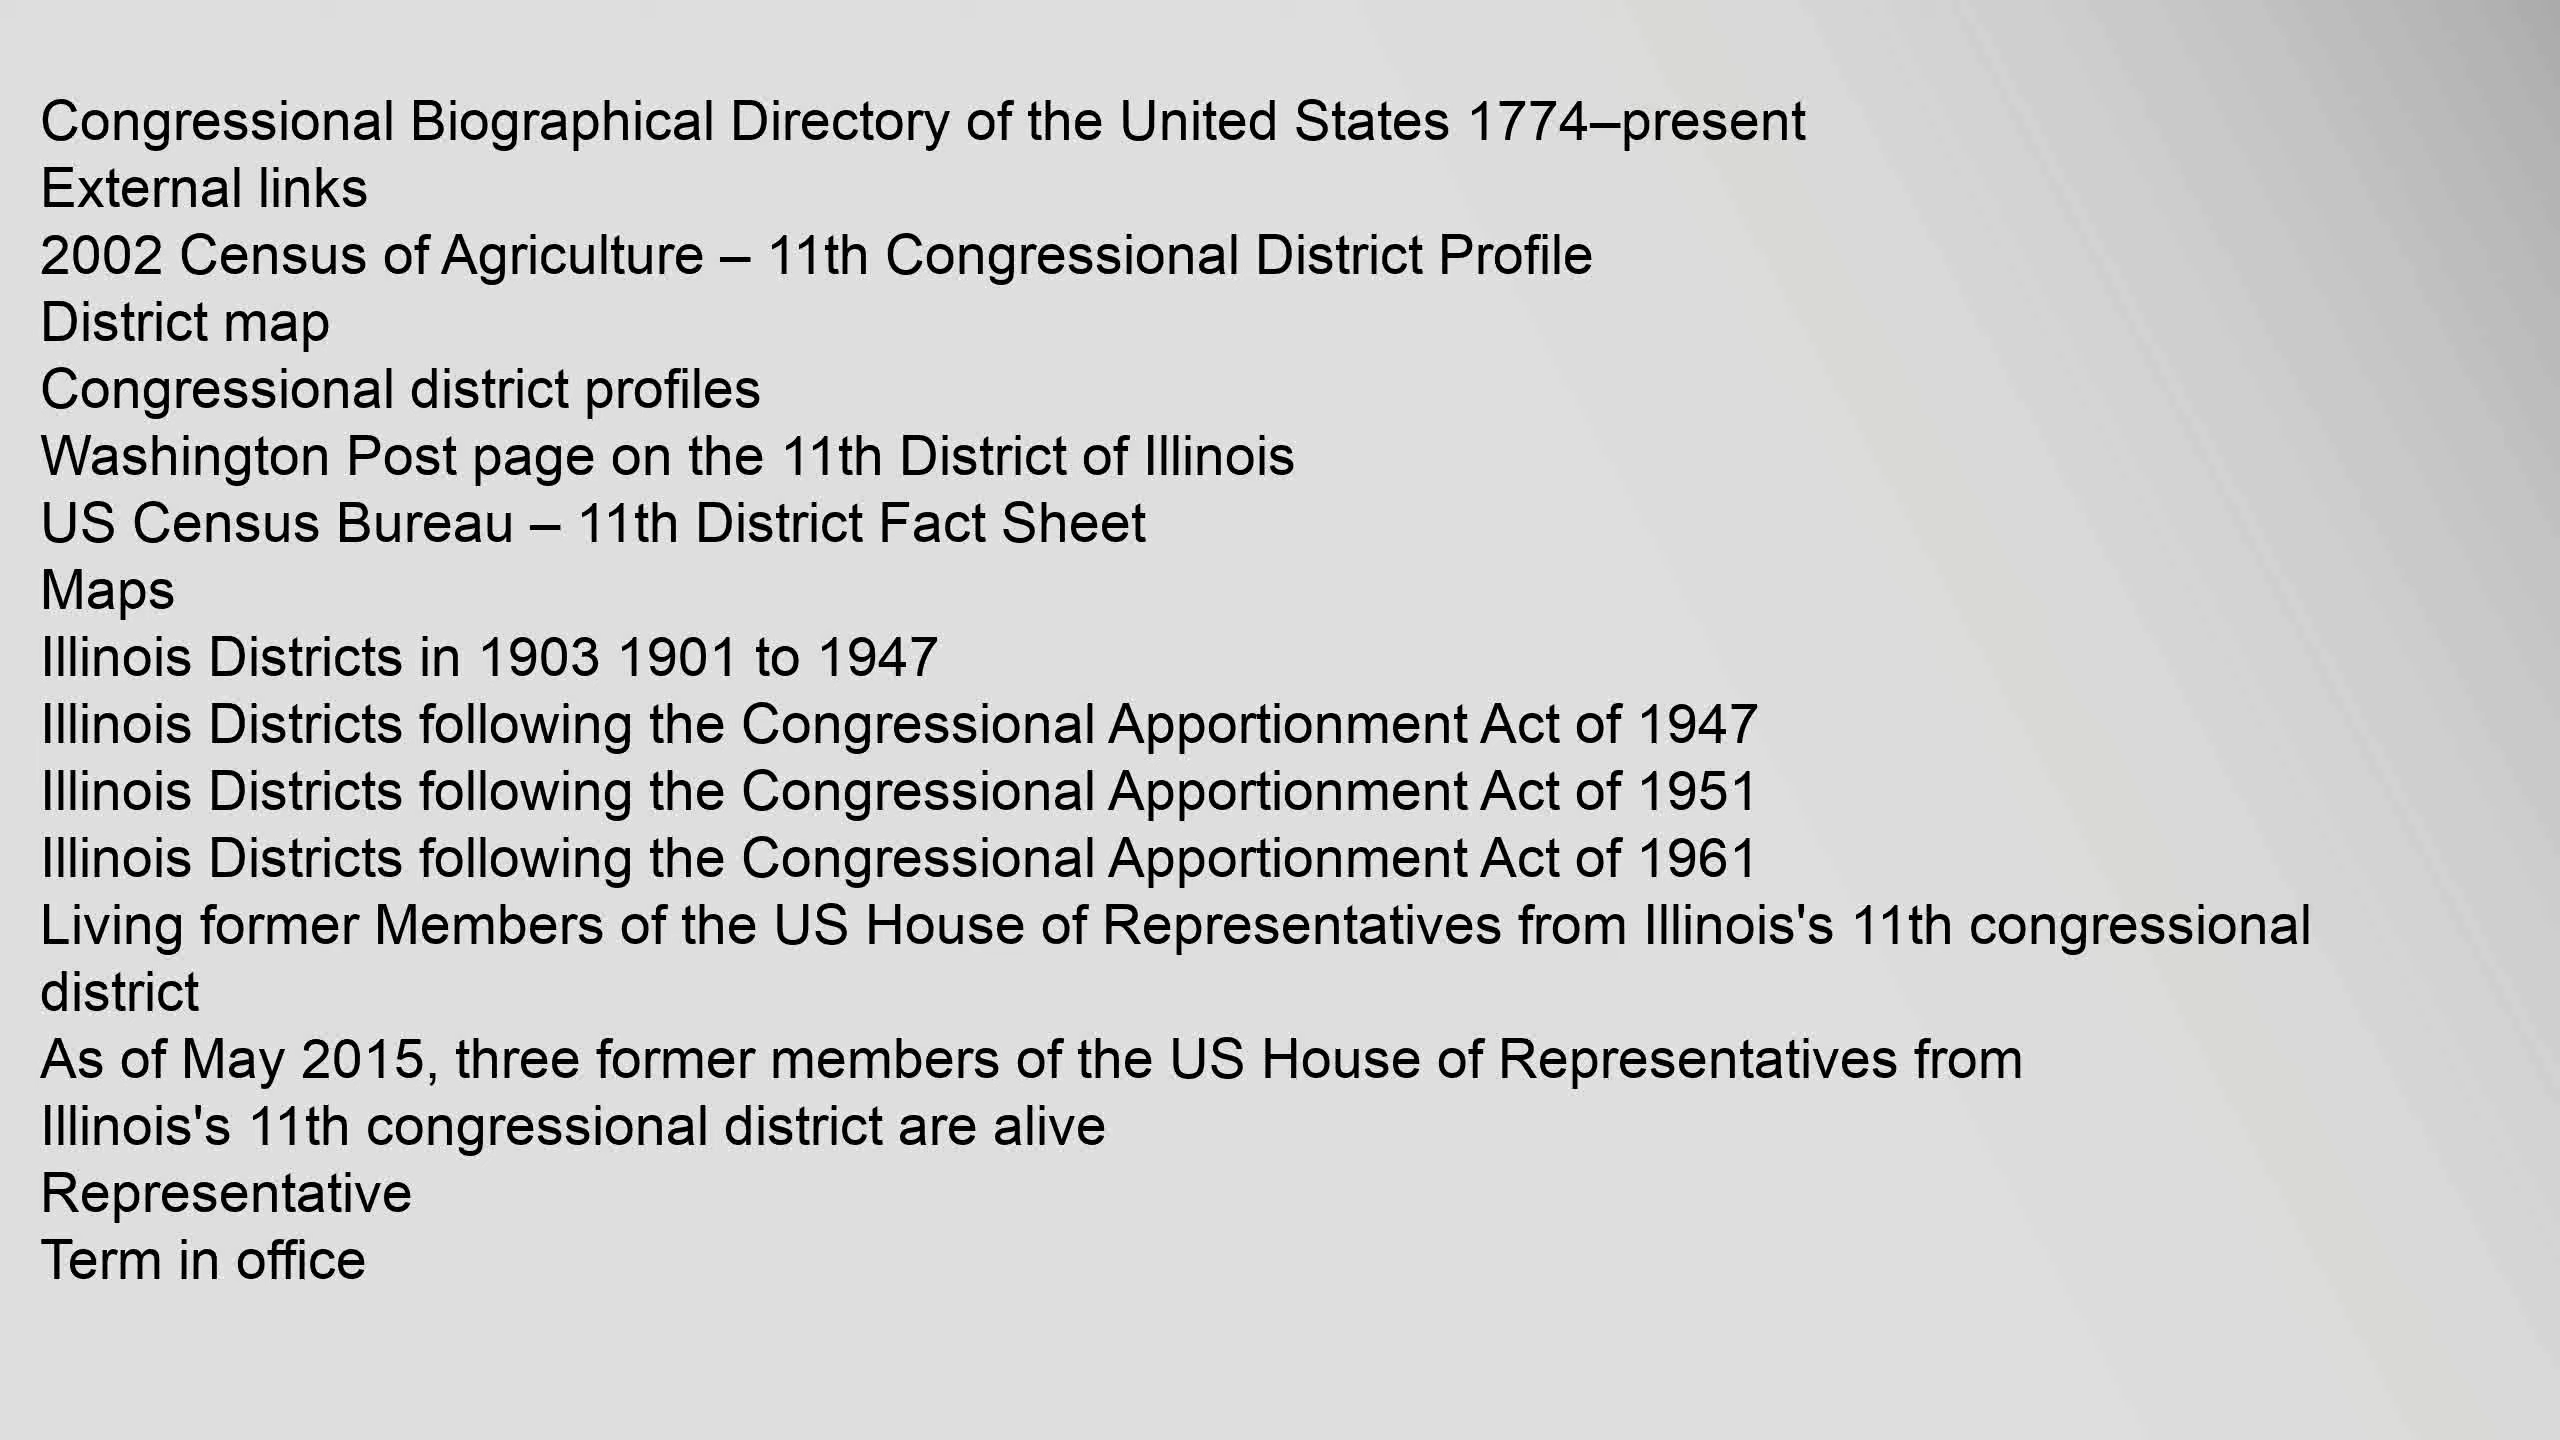 Congressional Biographical Directory of the United States 1774–present
External links
2002 Census of Agriculture – 11th Congressional District Profile
District map
Congressional district profiles
Washington Post page on the 11th District of Illinois
US Census Bureau – 11th District Fact Sheet
Maps
Illinois Districts in 1903 1901 to 1947
Illinois Districts following the Congressional Apportionment Act of 1947
Illinois Districts following the Congressional Apportionment Act of 1951
Illinois Districts following the Congressional Apportionment Act of 1961
Living former Members of the US House of Representatives from Illinois's 11th congressional
district
As of May 2015, three former members of the US House of Representatives from
Illinois's 11th congressional district are alive
Representative
Term in office